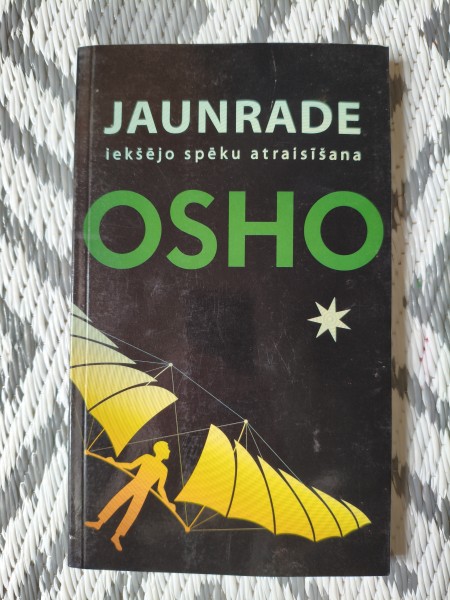 JAUNRADE
iekšējo spēku atraisīšana
OSHO